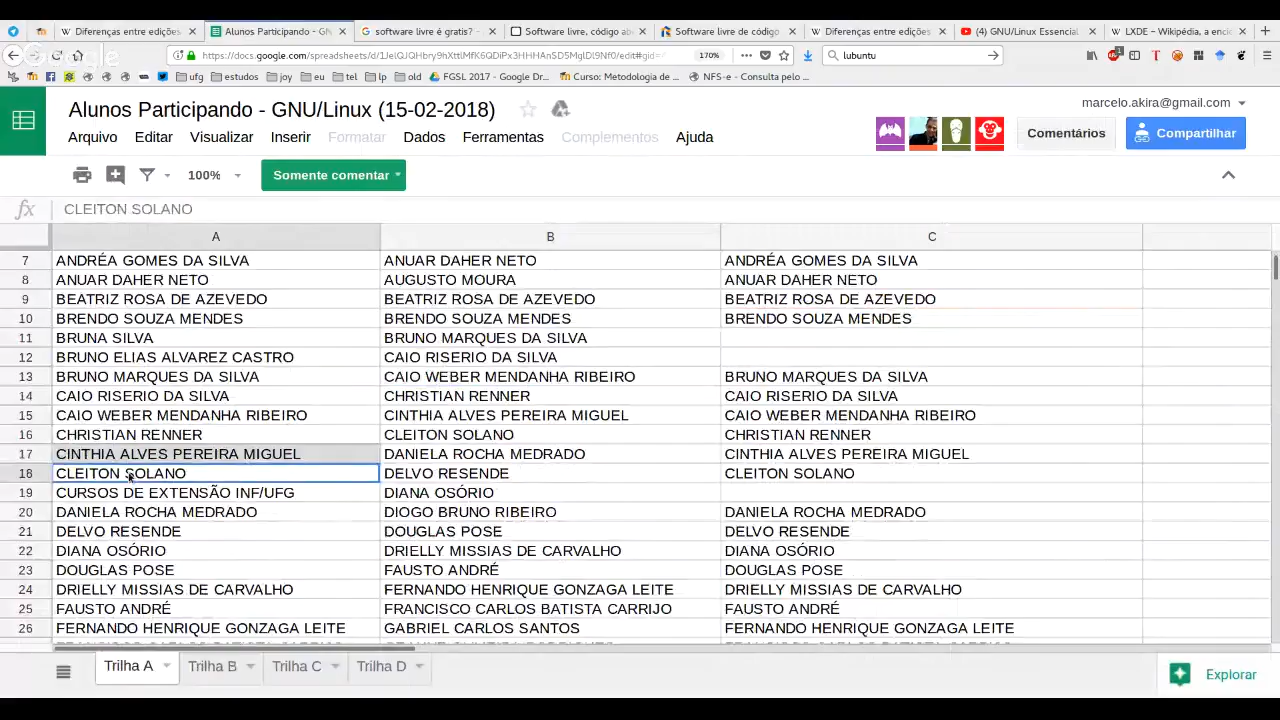 Diferenças entre edições
Alunos Participando - GN
software livre é gratis? -
Software livre, código ab
Software livre de código
Diferenças entre edições
(4) GNU/Linux Essencial
LXDE – Wikipédia, a enci
https://docs.google.com/spreadsheets/d/
170%
lubuntu
ufg
estudos
joy
eu
tel
lp
old
FGSL 2017 - Google Dr...
Curso: Metodologia de ...
NFS-e - Consulta pelo ...
Alunos Participando - GNU/Linux (15-02-2018)
marcelo.akira@gmail.com
Arquivo Editar Visualizar Inserir Formatar Dados Ferramentas Complementos Ajuda
Comentários
Compartilhar
100%
Somente comentar
fx CLEITON SOLANO
A B C
7 ANDRÉA GOMES DA SILVA ANUAR DAHER NETO ANDRÉA GOMES DA SILVA
8 ANUAR DAHER NETO AUGUSTO MOURA ANUAR DAHER NETO
9 BEATRIZ ROSA DE AZEVEDO BEATRIZ ROSA DE AZEVEDO BEATRIZ ROSA DE AZEVEDO
10 BRENDO SOUZA MENDES BRENDO SOUZA MENDES BRENDO SOUZA MENDES
11 BRUNA SILVA BRUNO MARQUES DA SILVA
12 BRUNO ELIAS ALVAREZ CASTRO CAIO RISERIO DA SILVA
13 BRUNO MARQUES DA SILVA CAIO WEBER MENDANHA RIBEIRO BRUNO MARQUES DA SILVA
14 CAIO RISERIO DA SILVA CHRISTIAN RENNER CAIO RISERIO DA SILVA
15 CAIO WEBER MENDANHA RIBEIRO CINTHIA ALVES PEREIRA MIGUEL CAIO WEBER MENDANHA RIBEIRO
16 CHRISTIAN RENNER CLEITON SOLANO CHRISTIAN RENNER
17 CINTHIA ALVES PEREIRA MIGUEL DANIELA ROCHA MEDRADO CINTHIA ALVES PEREIRA MIGUEL
18 CLEITON SOLANO DELVO RESENDE CLEITON SOLANO
19 CURSOS DE EXTENSÃO INF/UFG DIANA OSÓRIO
20 DANIELA ROCHA MEDRADO DIOGO BRUNO RIBEIRO DANIELA ROCHA MEDRADO
21 DELVO RESENDE DOUGLAS POSE DELVO RESENDE
22 DIANA OSÓRIO DRIELLY MISSIAS DE CARVALHO DIANA OSÓRIO
23 DOUGLAS POSE FAUSTO ANDRÉ DOUGLAS POSE
24 DRIELLY MISSIAS DE CARVALHO FERNANDO HENRIQUE GONZAGA LEITE DRIELLY MISSIAS DE CARVALHO
25 FAUSTO ANDRÉ FRANCISCO CARLOS BATISTA CARRIJO FAUSTO ANDRÉ
26 FERNANDO HENRIQUE GONZAGA LEITE GABRIEL CARLOS SANTOS FERNANDO HENRIQUE GONZAGA LEITE
Trilha A Trilha B Trilha C Trilha D
Explorar